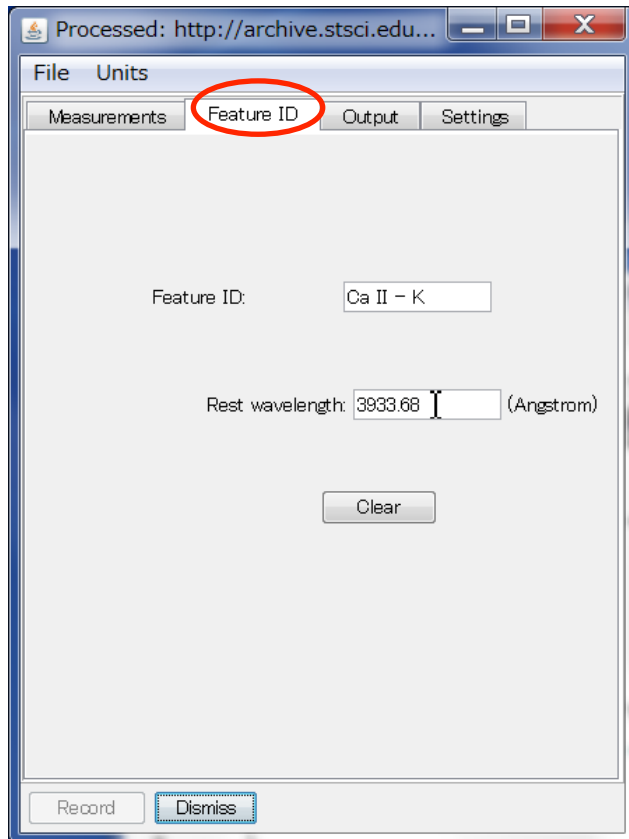 Processed: http://archive.stsci.edu...
File Units
Measurements Feature ID Output Settings
Feature ID: Ca II - K
Rest wavelength: 3933.68 (Angstrom)
Clear
Record Dismiss